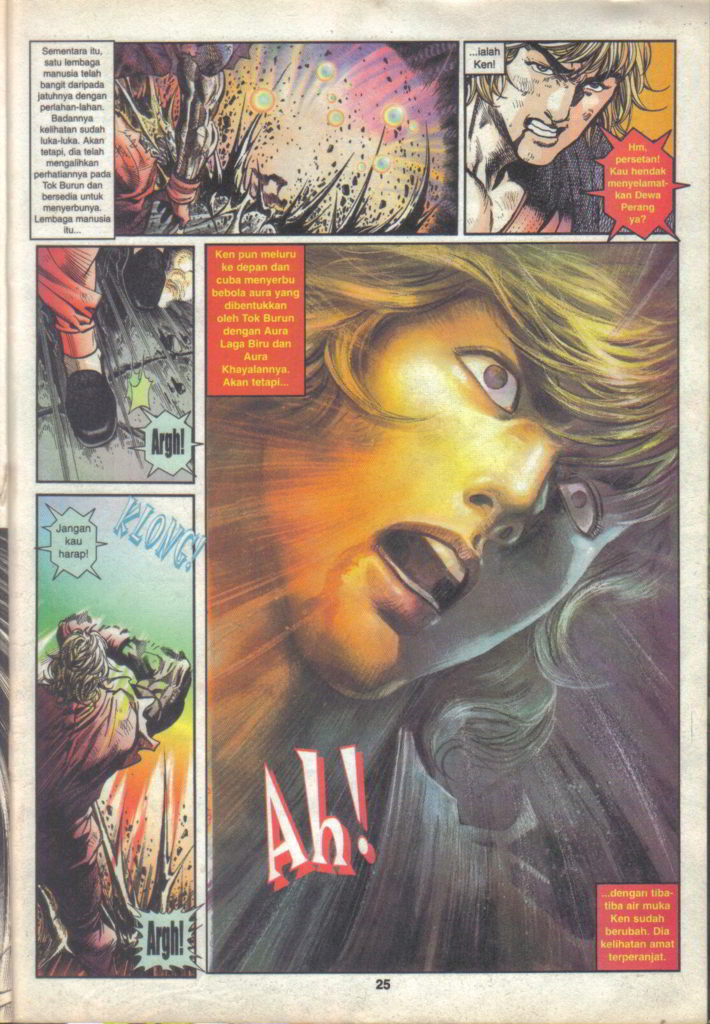 Sementara itu,
satu lembaga
manusia telah
bangit daripada
jatuhnya dengan
perlahan-lahan.
Badannya
kelihatan sudah
luka-luka. Akan
tetapi, dia telah
mengalihkan
perhatiannya pada
Tok Burun dan
bersedia untuk
menyerbunya.
Lembaga manusia
itu...
...ialah
Ken!
Hm,
persetan!
Kau hendak
menyelamat-
kan Dewa
Perang
ya?
Argh!
Ken pun meluru
ke depan dan
cuba menyerbu
bebola aura yang
dibentukkan
oleh Tok Burun
dengan Aura
Laga Biru dan
Aura
Khayalannya.
Akan tetapi...
Jangan
kau
harap!
KLONG!
Argh!
Ah!
...dengan tiba-
tiba air muka
Ken sudah
berubah. Dia
kelihatan amat
terperanjat.
25